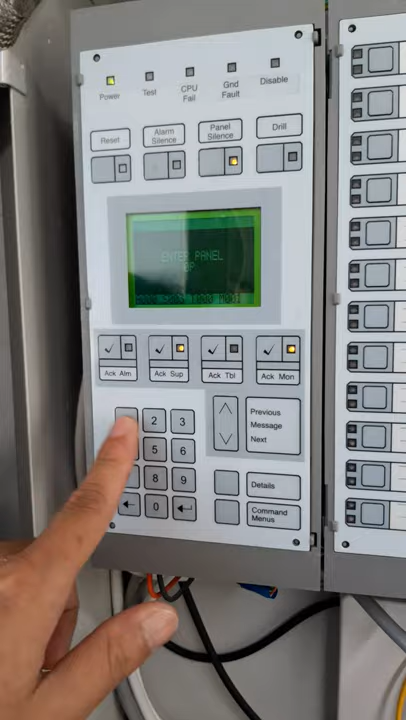 Power
Test
CPU
Fail
Gnd
Fault
Disable
Reset
Alarm
Silence
Panel
Silence
Drill
ENTER PANEL
Ack Alm
Ack Sup
Ack Tbl
Ack Mon
2
3
Previous
Message
Next
5
6
8
9
Details
0
Command
Menus